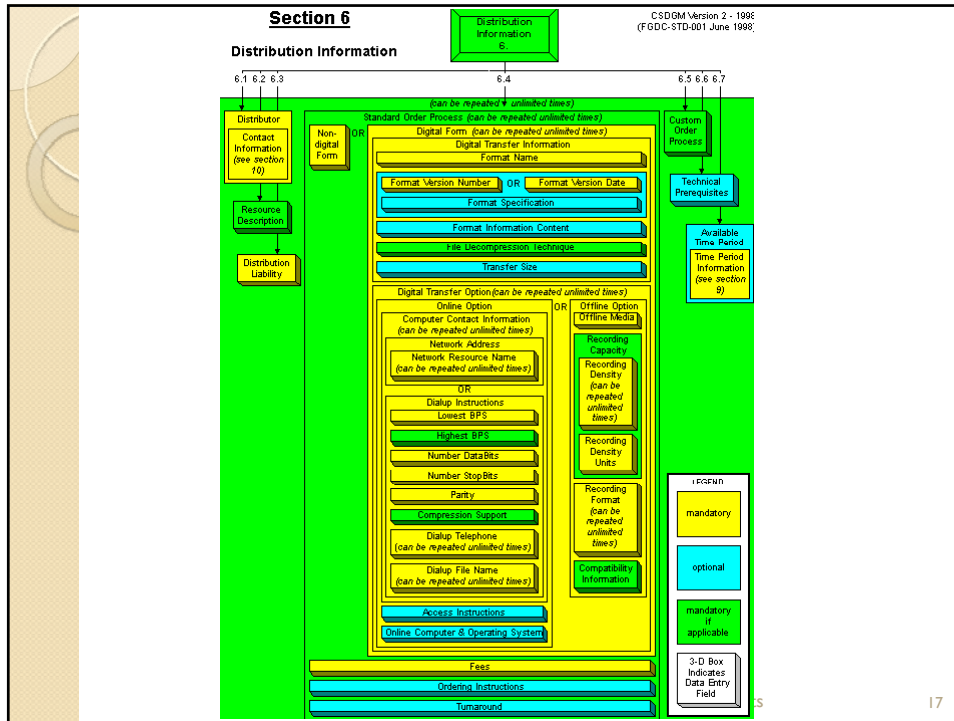 Section 6
Distribution Information
Distribution
Information
6.
CSDGM Version 2 - 1998
(FGDC-STD-001 June 1998)
6.1 6.2 6.3
6.4
6.5 6.6 6.7
(can be repeated unlimited times)
Distributor
Contact
Information
(see section
10)
Resource
Description
Distribution
Liability
Standard Order Process (can be repeated unlimited times)
Non-
digital
Form
OR
Digital Form (can be repeated unlimited times)
Digital Transfer Information
Format Name
Format Version Number OR Format Version Date
Format Specification
Format Information Content
File Decompression Technique
Transfer Size
Digital Transfer Option (can be repeated unlimited times)
Online Option
Computer Contact Information
(can be repeated unlimited times)
Network Address
Network Resource Name
(can be repeated unlimited times)
OR
Dialup Instructions
Lowest BPS
Highest BPS
Number DataBits
Number StopBits
Parity
Compression Support
Dialup Telephone
(can be repeated unlimited times)
Dialup File Name
(can be repeated unlimited times)
Access Instructions
Online Computer & Operating System
OR
Offline Option
Offline Media
Recording
Capacity
Recording
Density
(can be
repeated
unlimited
times)
Recording
Density
Units
Recording
Format
(can be
repeated
unlimited
times)
Compatibility
Information
Fees
Ordering Instructions
Turnaround
Custom
Order
Process
Technical
Prerequisites
Available
Time Period
Time Period
Information
(see section
9)
LEGEND
mandatory
optional
mandatory
if
applicable
3-D Box
Indicates
Data Entry
Field
17